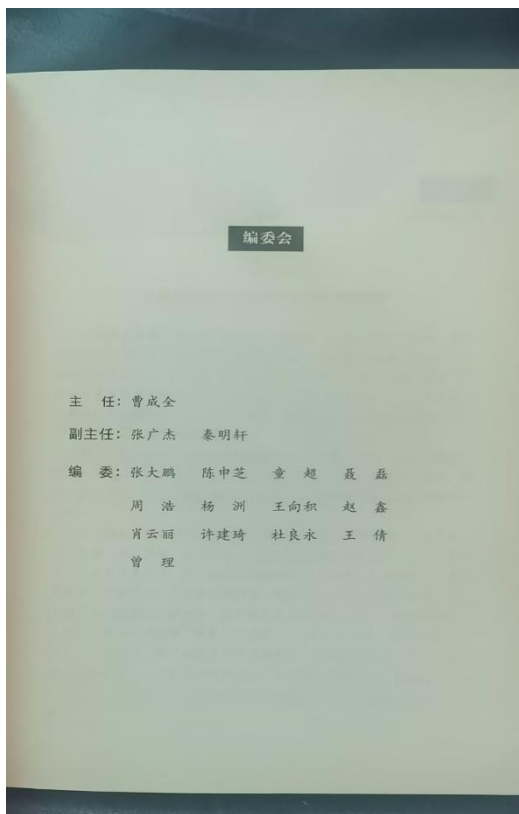 编委会
主　任：曹成全
副主任：张广杰　秦明轩
编　委：张大鹏　陈申芝　童　超　聂　磊
周　浩　杨　洲　王向积　赵　鑫
肖云丽　许建琦　杜良永　王　倩
曾　理